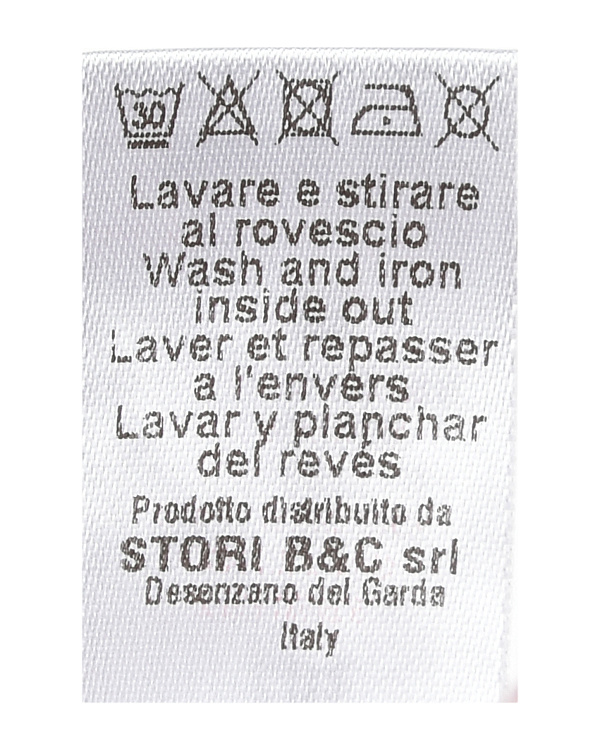 30
Lavare e stirare
al rovescio
Wash and iron
inside out
Laver et repasser
a l'envers
Lavar y planchar
del revés
Prodotto distribuito da
STORI B&C srl
Desenzano del Garda
Italy